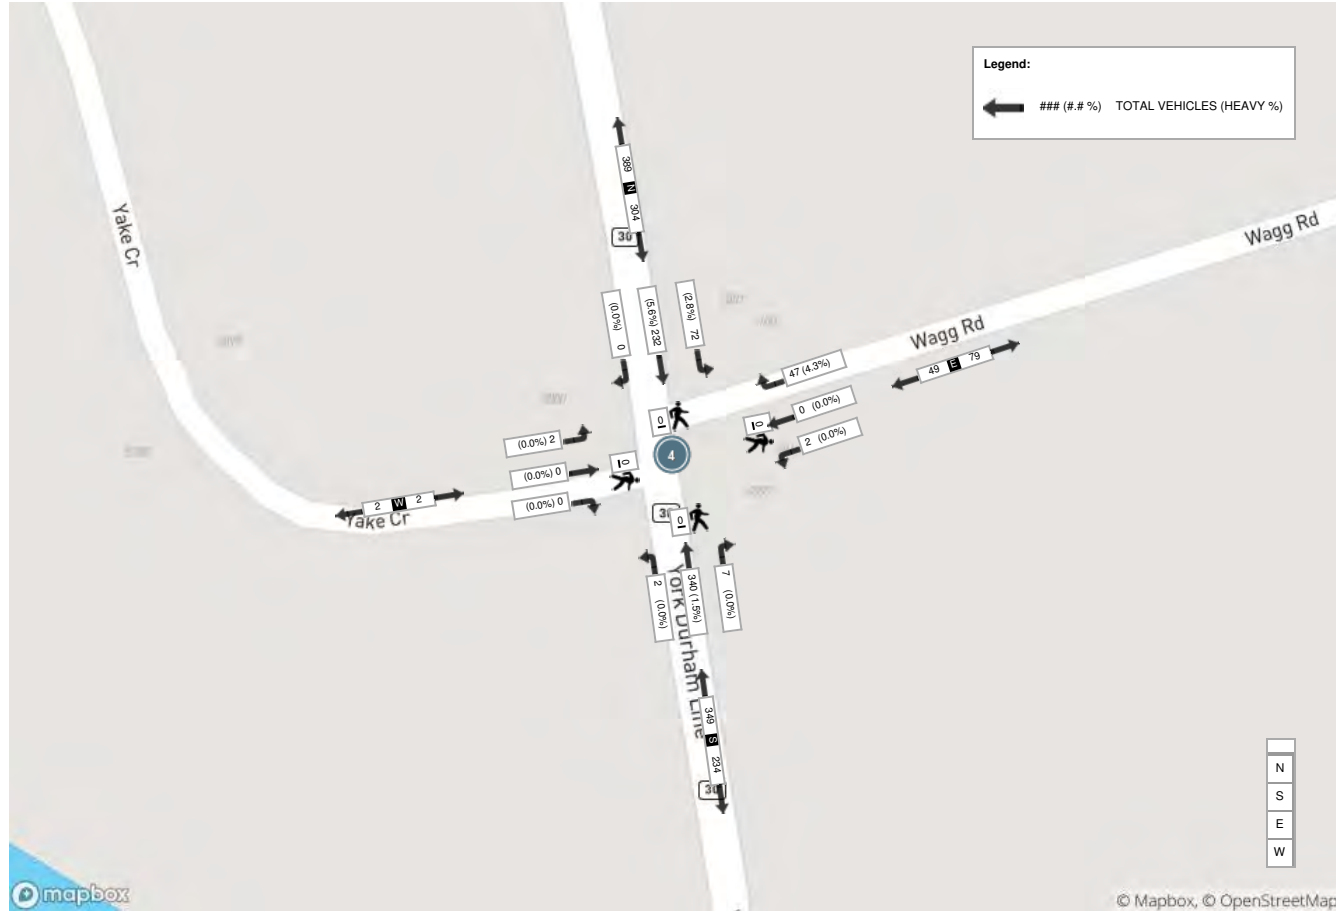 Legend:
### (#.# %) TOTAL VEHICLES (HEAVY %)
389 N 304
30
Yake Cr
Wagg Rd
Wagg Rd
(0.0%) 0
(5.6%) 232
(2.8%) 72
47 (4.3%)
49 E 79
0 (0.0%)
2 (0.0%)
0
0
0
0
4
(0.0%) 2
(0.0%) 0
(0.0%) 0
2 W 2
Yake Cr
30
2 (0.0%)
340 (1.5%)
7 (0.0%)
York Durham Line
349 S 234
30
N
S
E
W
mapbox
© Mapbox, © OpenStreetMap